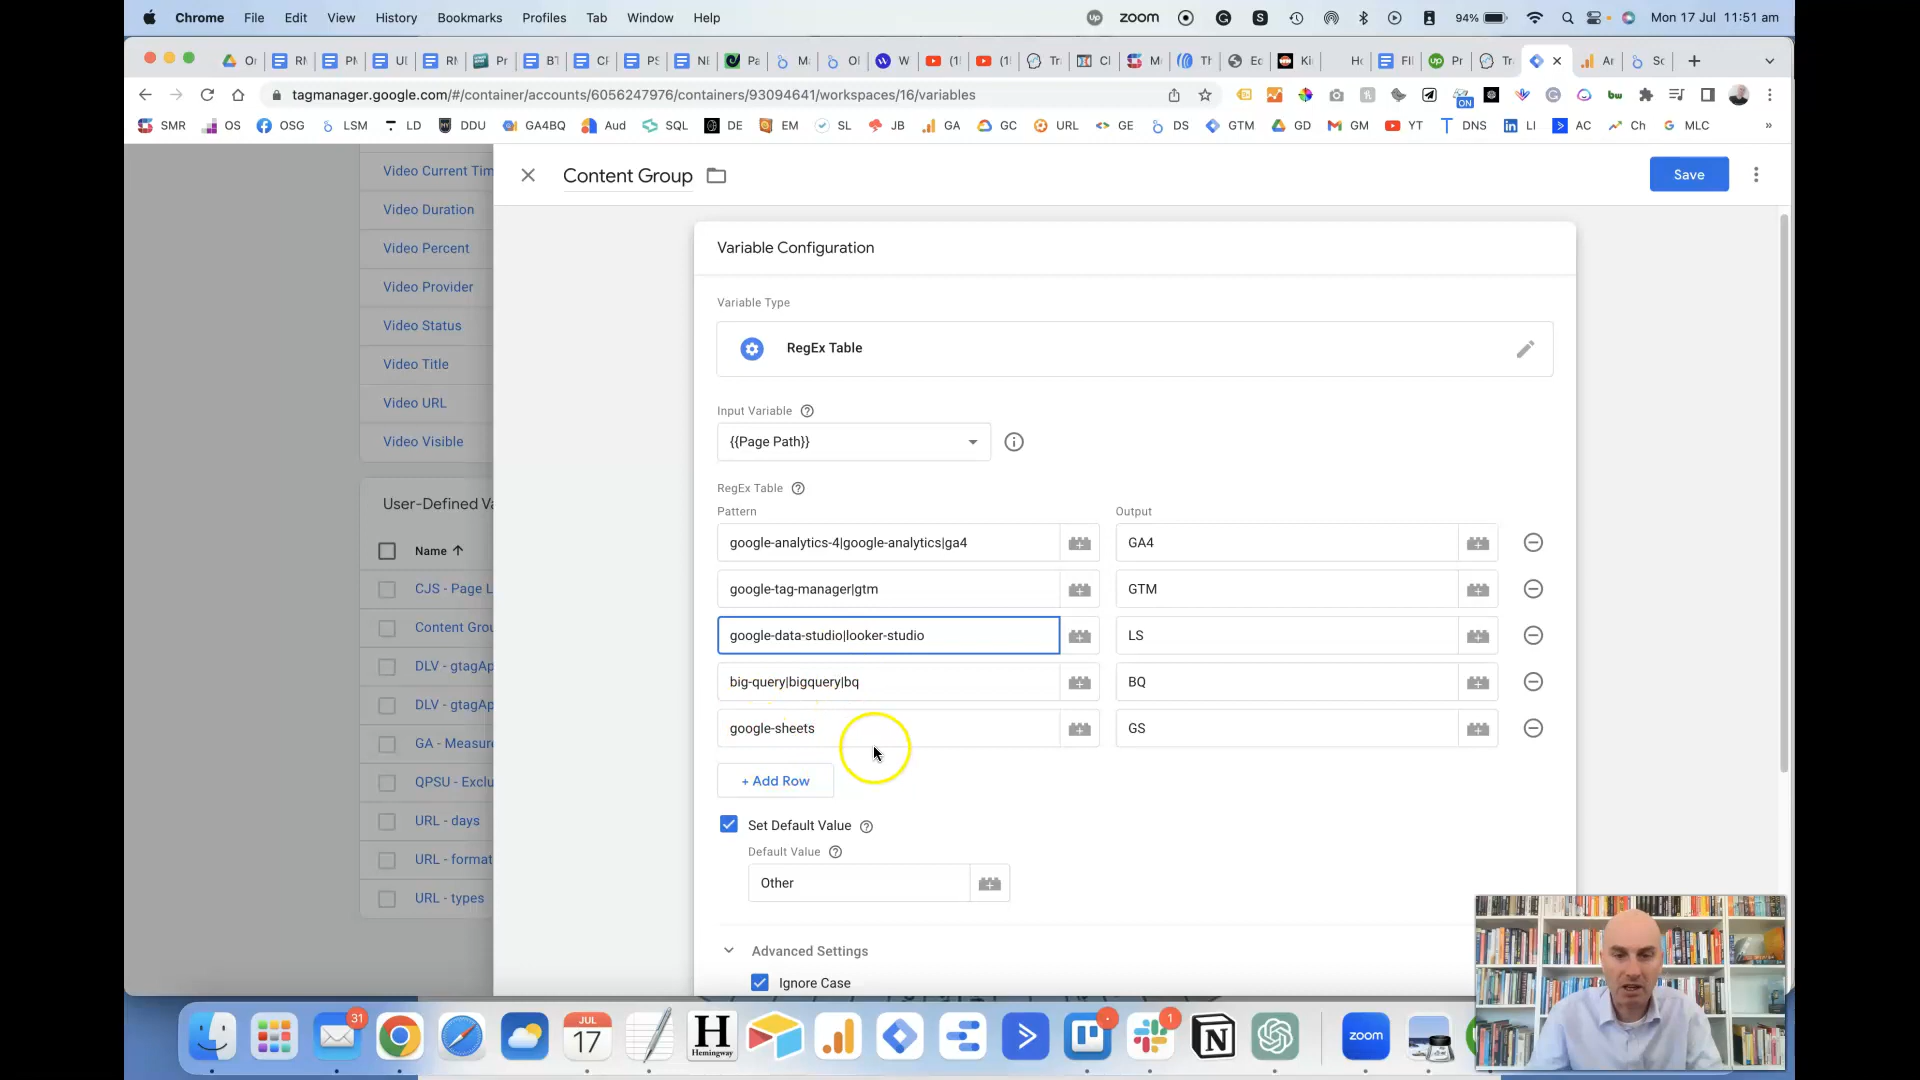 Chrome File Edit View History Bookmarks Profiles Tab Window Help
zoom 94% Mon 17 Jul 11:51 am
tagmanager.google.com/#/container/accounts/6056247976/containers/93094641/workspaces/16/variables
SMR OS OSG LSM LD DDU GA4BQ Aud SQL DE EM SL JB GA GC URL GE DS GTM GD GM YT DNS LI AC Ch MLC »
Content Group
Save
Video Current Tim
Video Duration
Video Percent
Video Provider
Video Status
Video Title
Video URL
Video Visible
User-Defined Va
Name
CJS - Page L
Content Grou
DLV - gtagAp
DLV - gtagAp
GA - Measure
QPSU - Exclu
URL - days
URL - format
URL - types
Variable Configuration
Variable Type
RegEx Table
Input Variable
{{Page Path}}
RegEx Table
Pattern Output
google-analytics-4|google-analytics|ga4 GA4
google-tag-manager|gtm GTM
google-data-studio|looker-studio LS
big-query|bigquery|bq BQ
google-sheets GS
+ Add Row
Set Default Value
Default Value
Other
Advanced Settings
Ignore Case
31
JUL
17
H
Hemingway
1
zoom